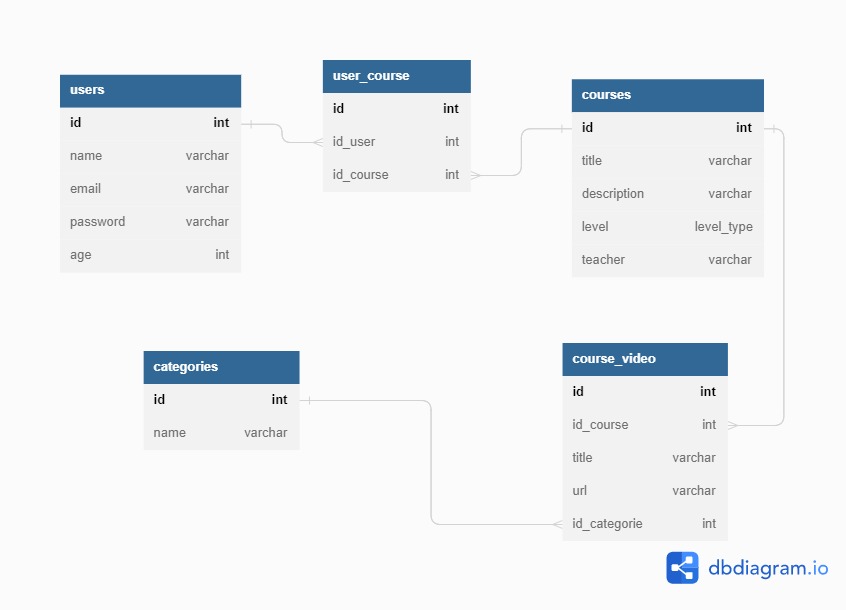 users
id int
name varchar
email varchar
password varchar
age int
user_course
id int
id_user int
id_course int
courses
id int
title varchar
description varchar
level level_type
teacher varchar
categories
id int
name varchar
course_video
id int
id_course int
title varchar
url varchar
id_categorie int
dbdiagram.io